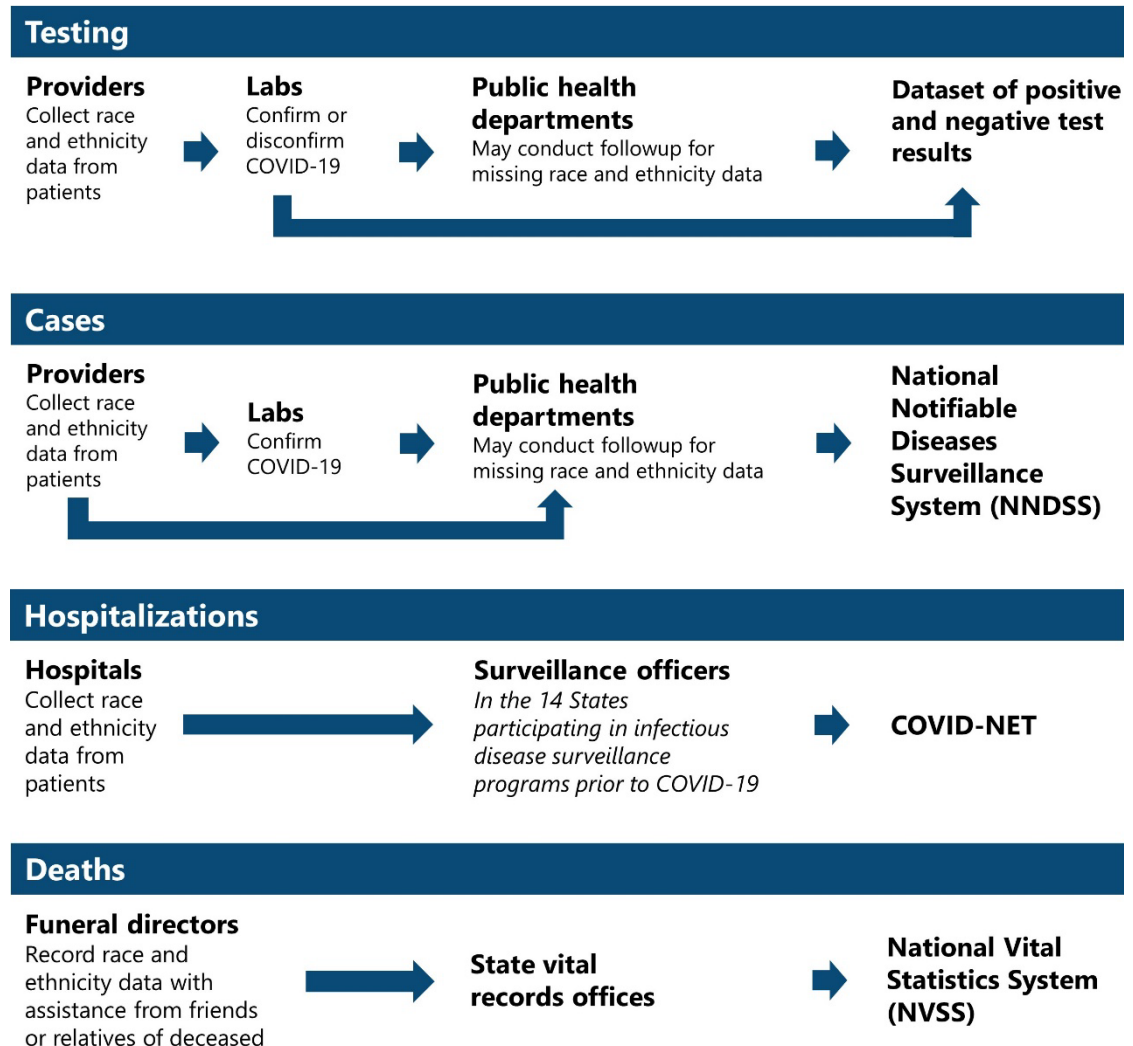 Testing
Providers
Collect race
and ethnicity
data from
patients
Labs
Confirm or
disconfirm
COVID-19
Public health
departments
May conduct followup for
missing race and ethnicity data
Dataset of positive
and negative test
results
Cases
Providers
Collect race
and ethnicity
data from
patients
Labs
Confirm
COVID-19
Public health
departments
May conduct followup for
missing race and ethnicity data
National
Notifiable
Diseases
Surveillance
System (NNDSS)
Hospitalizations
Hospitals
Collect race
and ethnicity
data from
patients
Surveillance officers
In the 14 States
participating in infectious
disease surveillance
programs prior to COVID-19
COVID-NET
Deaths
Funeral directors
Record race and
ethnicity data with
assistance from friends
or relatives of deceased
State vital
records offices
National Vital
Statistics System
(NVSS)